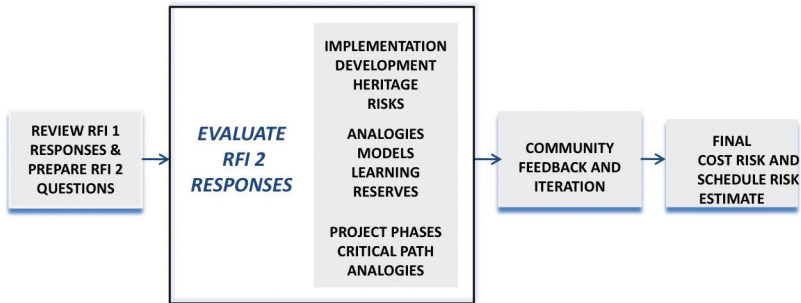 REVIEW RFI 1
RESPONSES &
PREPARE RFI 2
QUESTIONS
EVALUATE
RFI 2
RESPONSES
IMPLEMENTATION
DEVELOPMENT
HERITAGE
RISKS
ANALOGIES
MODELS
LEARNING
RESERVES
PROJECT PHASES
CRITICAL PATH
ANALOGIES
COMMUNITY
FEEDBACK AND
ITERATION
FINAL
COST RISK AND
SCHEDULE RISK
ESTIMATE